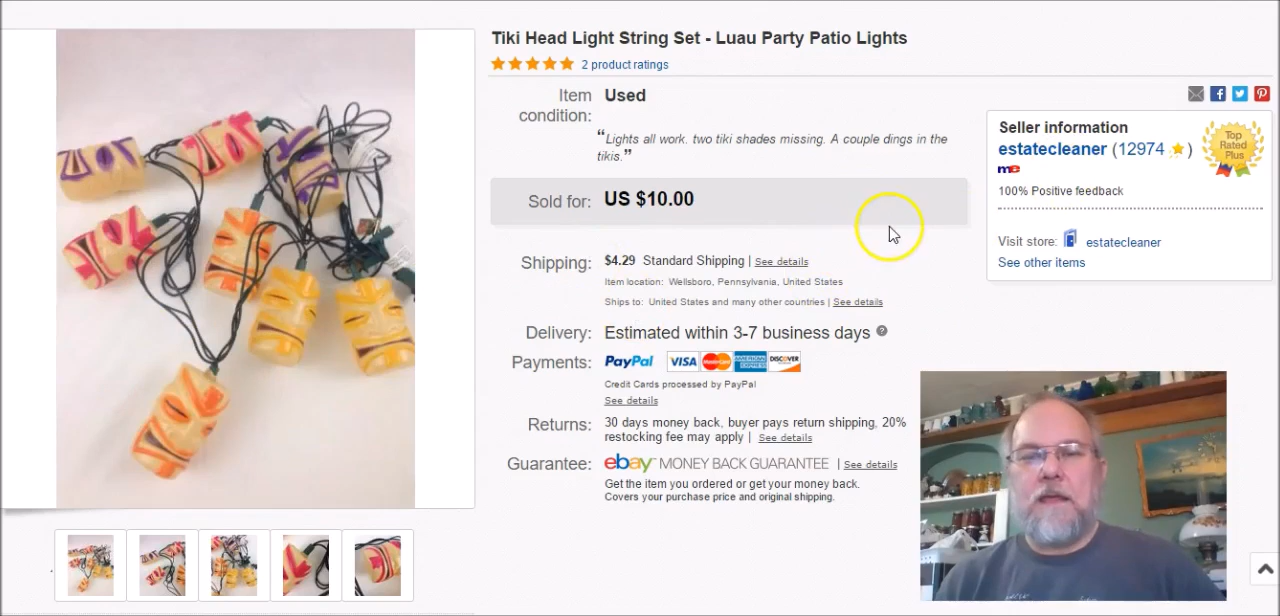 Tiki Head Light String Set - Luau Party Patio Lights
2 product ratings
Item condition: Used
“Lights all work. two tiki shades missing. A couple dings in the
tikis.”
Sold for: US $10.00
Shipping: $4.29 Standard Shipping | See details
Item location: Wellsboro, Pennsylvania, United States
Ships to: United States and many other countries | See details
Delivery: Estimated within 3-7 business days
Payments: PayPal VISA MasterCard AMERICAN EXPRESS DISCOVER
Credit Cards processed by PayPal
See details
Returns: 30 days money back, buyer pays return shipping, 20%
restocking fee may apply | See details
Guarantee: ebay MONEY BACK GUARANTEE | See details
Get the item you ordered or get your money back.
Covers your purchase price and original shipping.
Seller information
estatecleaner (12974 )
me
100% Positive feedback
Visit store: estatecleaner
See other items
Top
Rated
Plus